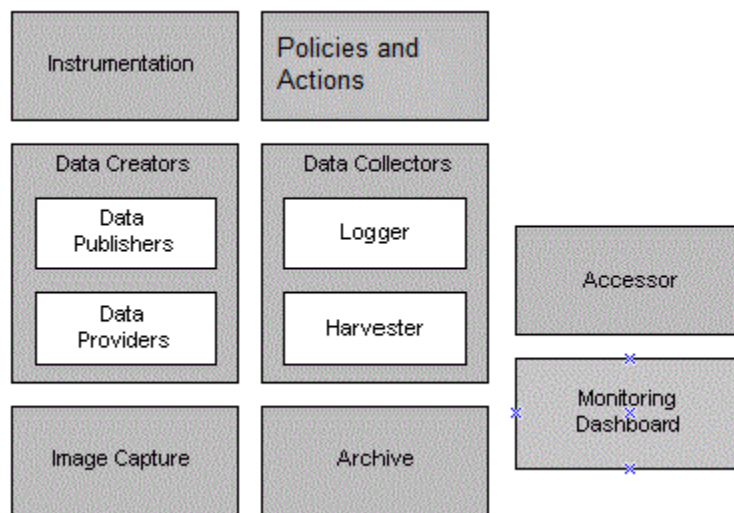 Instrumentation
Policies and
Actions
Data Creators
Data
Publishers
Data
Providers
Data Collectors
Logger
Harvester
Accessor
Monitoring
Dashboard
Image Capture
Archive